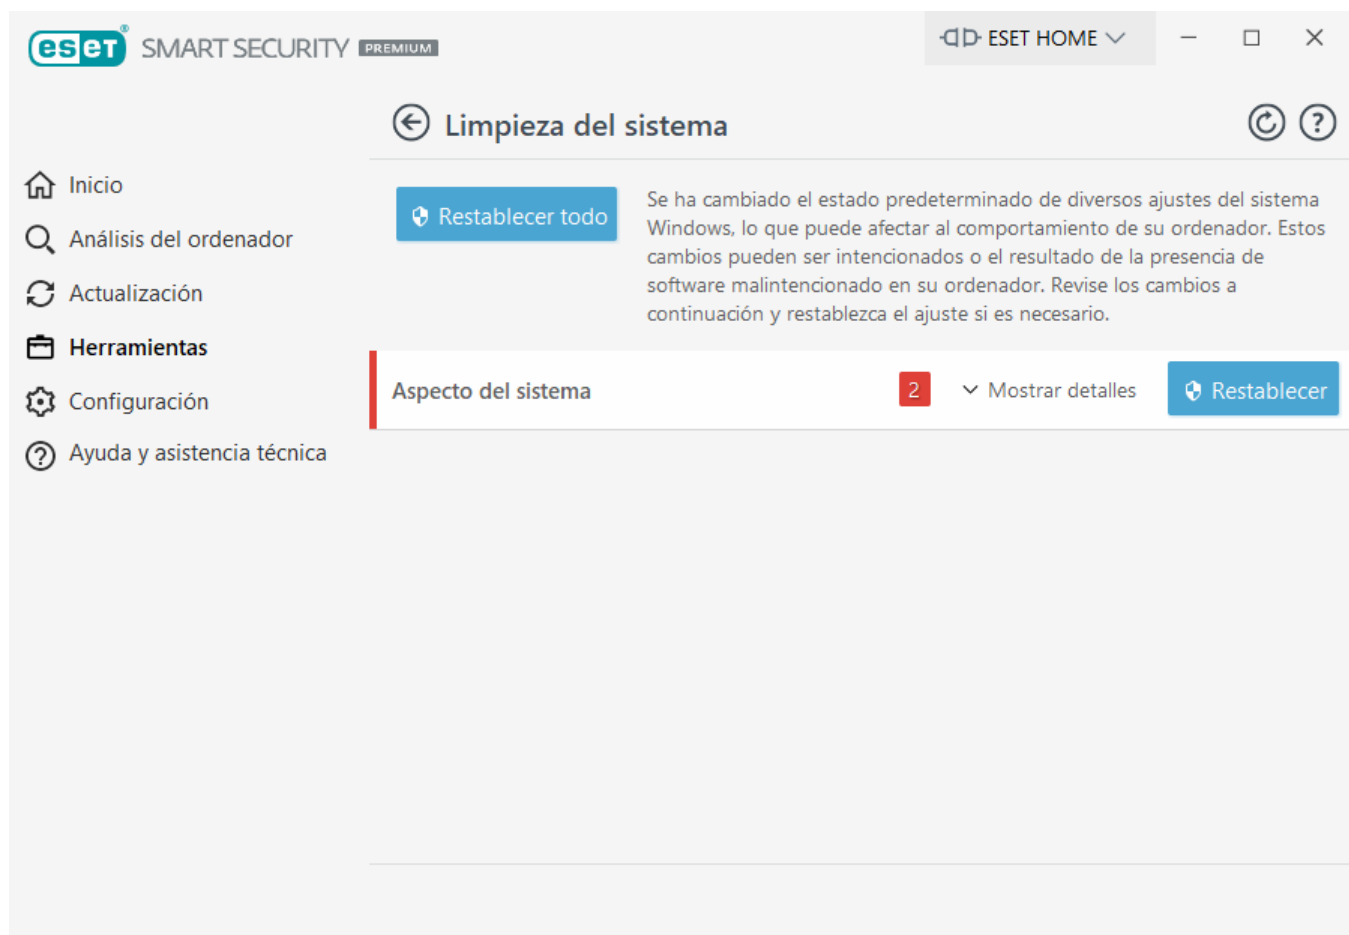 eset® SMART SECURITY PREMIUM
ESET HOME
Limpieza del sistema
Inicio
Análisis del ordenador
Actualización
Herramientas
Configuración
Ayuda y asistencia técnica
Restablecer todo
Se ha cambiado el estado predeterminado de diversos ajustes del sistema
Windows, lo que puede afectar al comportamiento de su ordenador. Estos
cambios pueden ser intencionados o el resultado de la presencia de
software malintencionado en su ordenador. Revise los cambios a
continuación y restablezca el ajuste si es necesario.
Aspecto del sistema 2 Mostrar detalles Restablecer